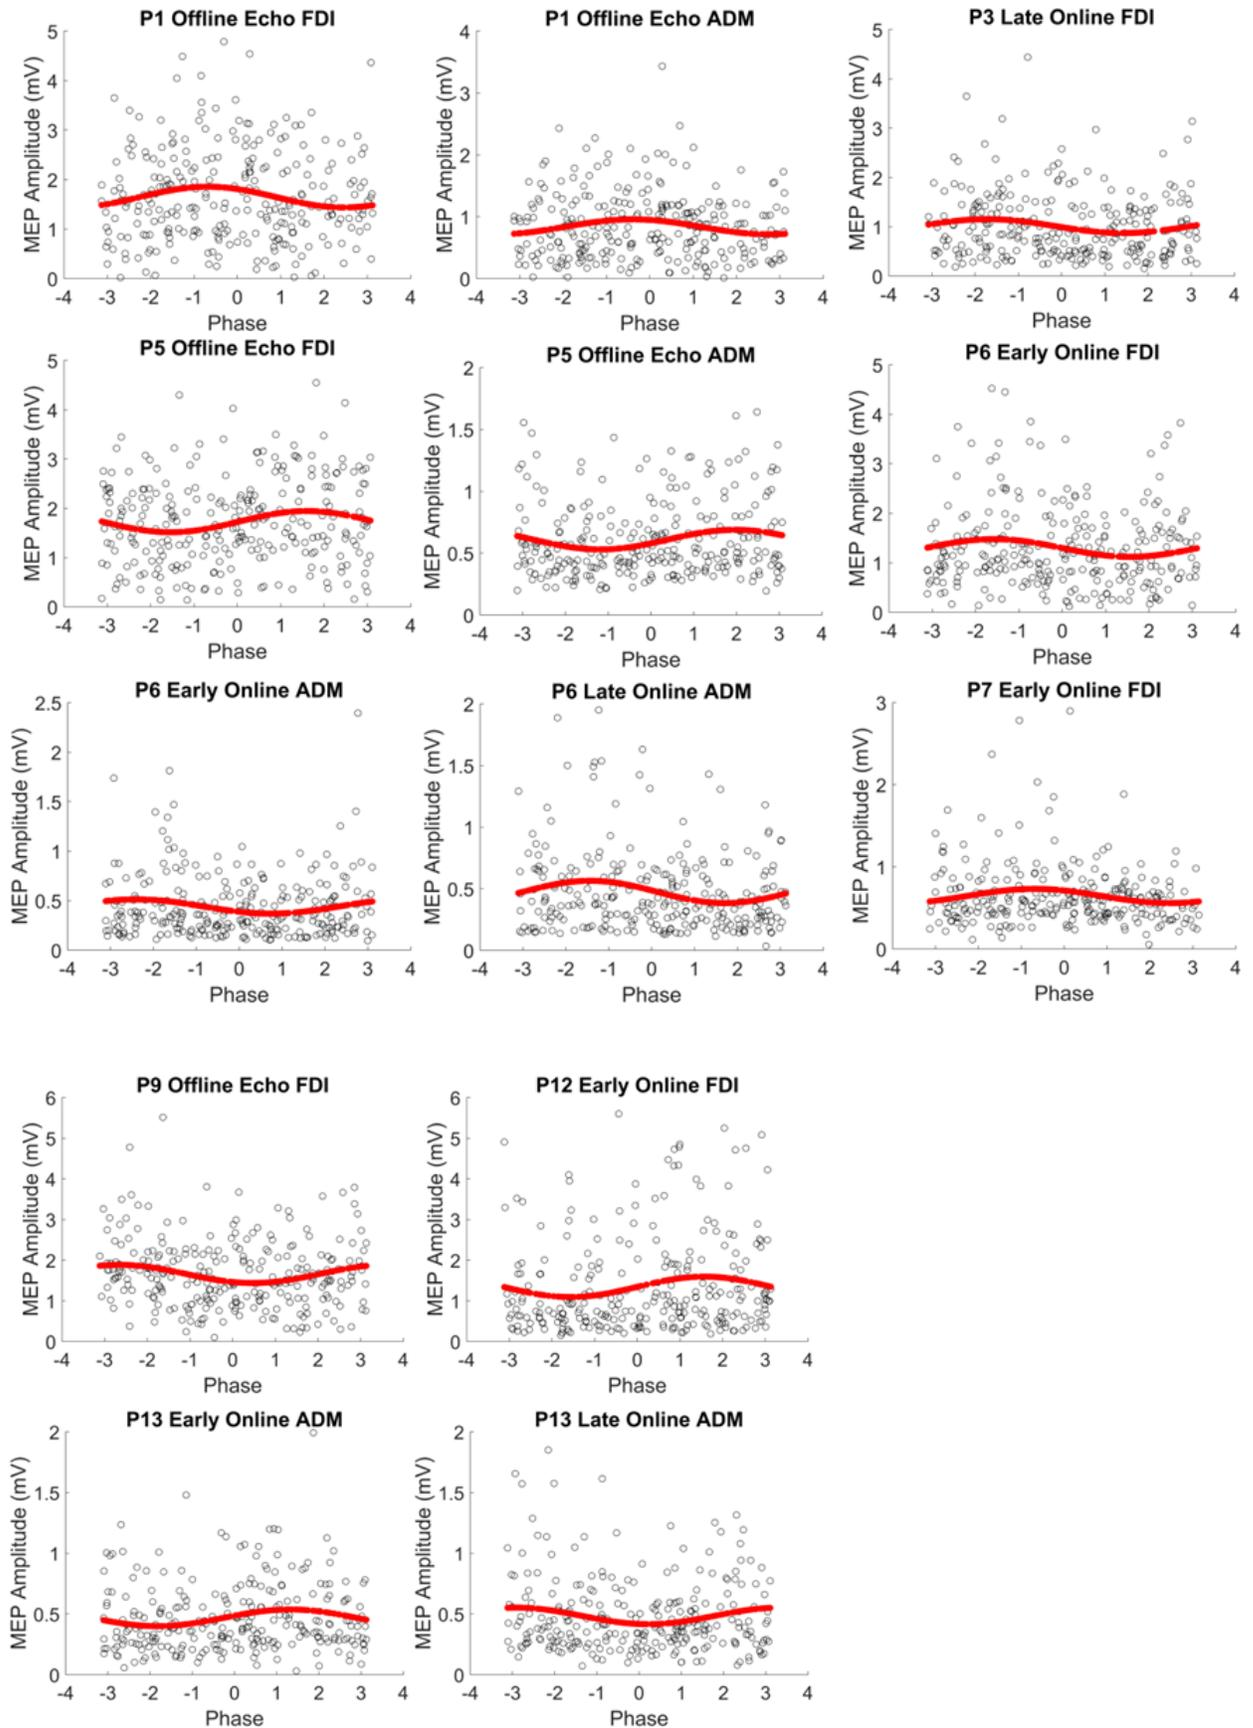 P1 Offline Echo FDI
MEP Amplitude (mV)
5
4
3
2
1
0
-4 -3 -2 -1 0 1 2 3 4
Phase
P1 Offline Echo ADM
MEP Amplitude (mV)
4
3
2
1
0
-4 -3 -2 -1 0 1 2 3 4
Phase
P3 Late Online FDI
MEP Amplitude (mV)
5
4
3
2
1
0
-4 -3 -2 -1 0 1 2 3 4
Phase
P5 Offline Echo FDI
MEP Amplitude (mV)
5
4
3
2
1
0
-4 -3 -2 -1 0 1 2 3 4
Phase
P5 Offline Echo ADM
MEP Amplitude (mV)
2
1.5
1
0.5
0
-4 -3 -2 -1 0 1 2 3 4
Phase
P6 Early Online FDI
MEP Amplitude (mV)
5
4
3
2
1
0
-4 -3 -2 -1 0 1 2 3 4
Phase
P6 Early Online ADM
MEP Amplitude (mV)
2.5
2
1.5
1
0.5
0
-4 -3 -2 -1 0 1 2 3 4
Phase
P6 Late Online ADM
MEP Amplitude (mV)
2
1.5
1
0.5
0
-4 -3 -2 -1 0 1 2 3 4
Phase
P7 Early Online FDI
MEP Amplitude (mV)
3
2
1
0
-4 -3 -2 -1 0 1 2 3 4
Phase
P9 Offline Echo FDI
MEP Amplitude (mV)
6
5
4
3
2
1
0
-4 -3 -2 -1 0 1 2 3 4
Phase
P12 Early Online FDI
MEP Amplitude (mV)
6
5
4
3
2
1
0
-4 -3 -2 -1 0 1 2 3 4
Phase
P13 Early Online ADM
MEP Amplitude (mV)
2
1.5
1
0.5
0
-4 -3 -2 -1 0 1 2 3 4
Phase
P13 Late Online ADM
MEP Amplitude (mV)
2
1.5
1
0.5
0
-4 -3 -2 -1 0 1 2 3 4
Phase